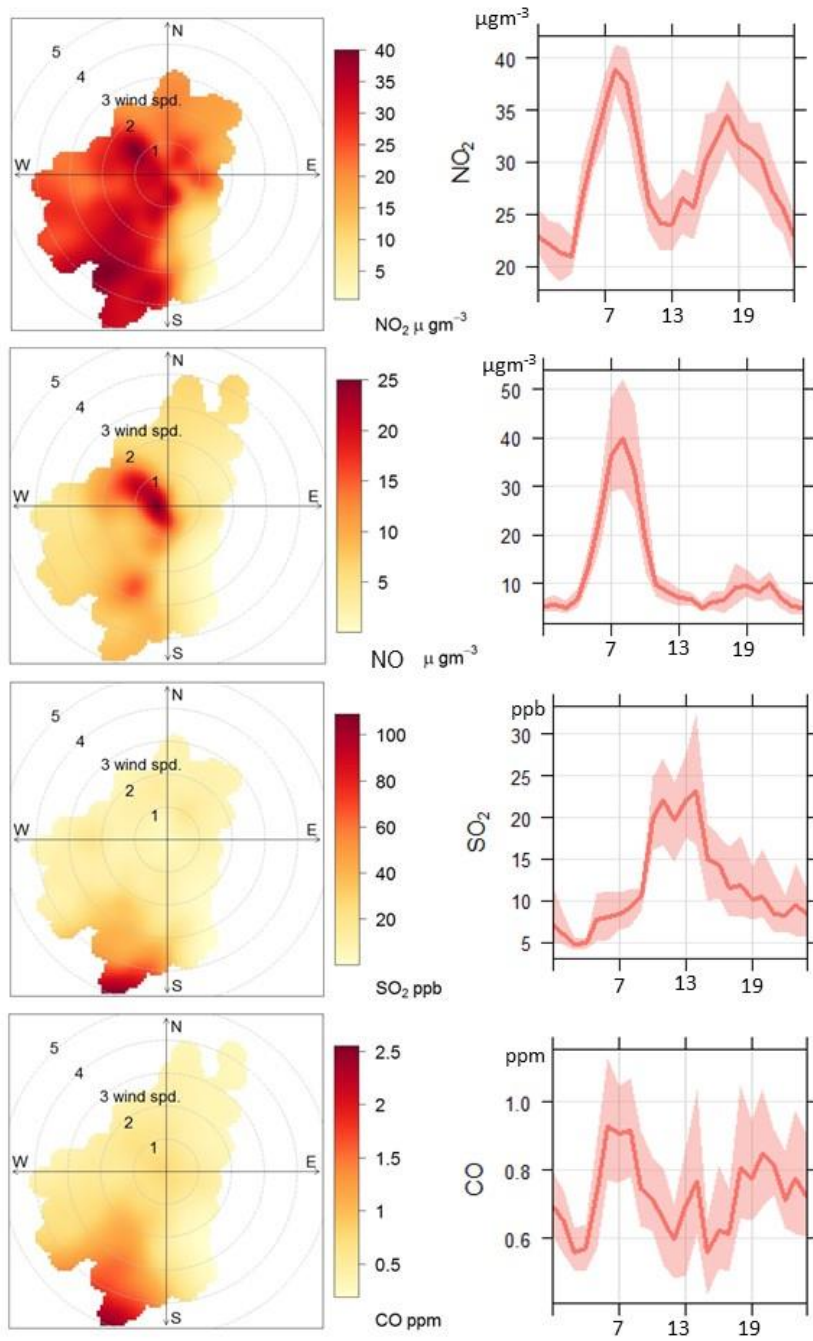 N
5
4
3 wind spd.
2
1
W
E
S
40
35
30
25
20
15
10
5
NO₂ μ gm⁻³
μgm⁻³
NO₂
40
35
30
25
20
7
13
19
N
5
4
3 wind spd.
2
1
W
E
S
25
20
15
10
5
NO μ gm⁻³
μgm⁻³
50
40
30
20
10
7
13
19
N
5
4
3 wind spd.
2
1
W
E
S
100
80
60
40
20
SO₂ ppb
ppb
SO₂
30
25
20
15
10
5
7
13
19
N
5
4
3 wind spd.
2
1
W
E
S
2.5
2
1.5
1
0.5
CO ppm
ppm
CO
1.0
0.8
0.6
7
13
19